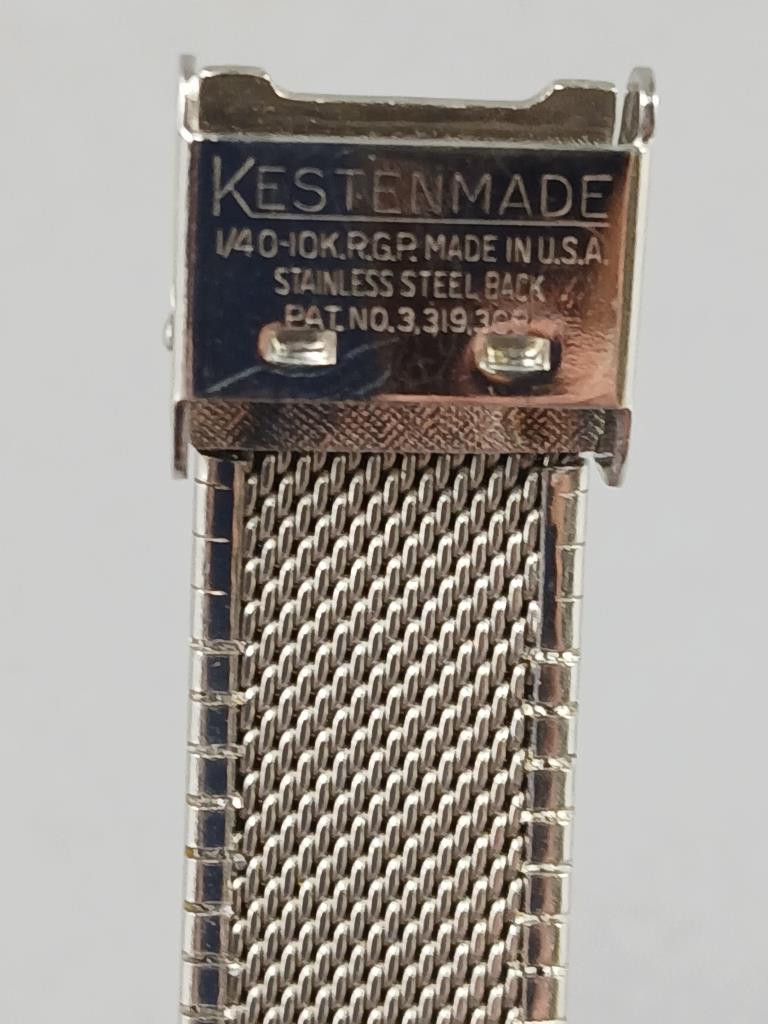 KESTENMADE
1/40-10K.R.G.P. MADE IN U.S.A.
STAINLESS STEEL BACK
PAT. NO.